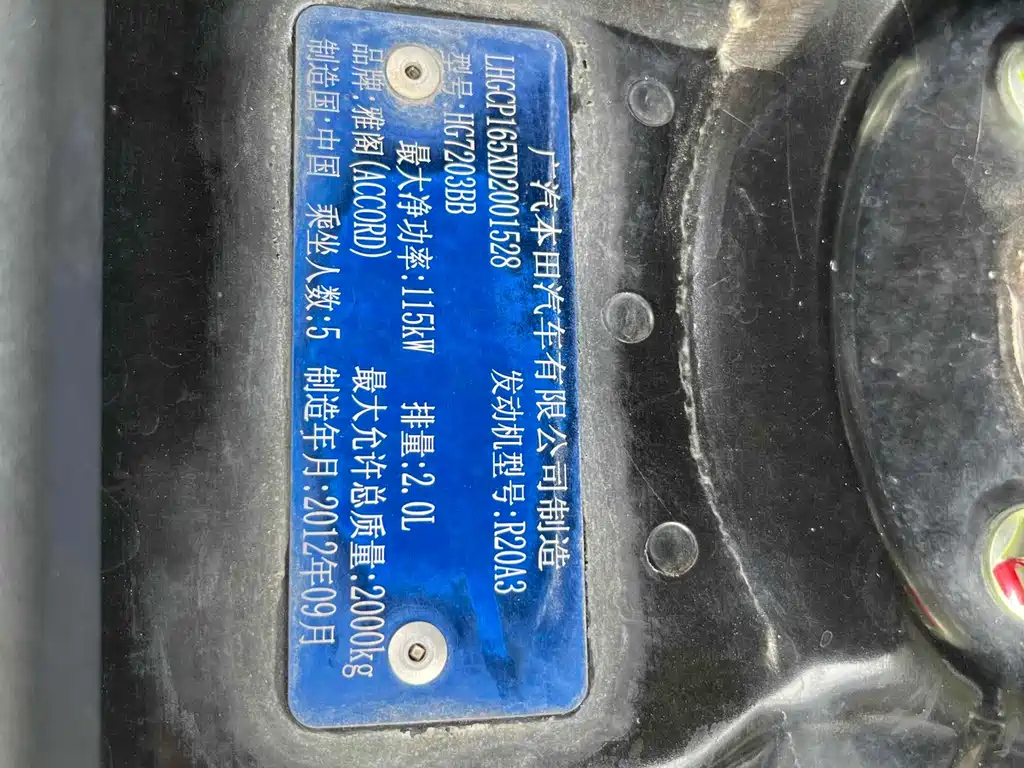 广汽本田汽车有限公司制造
LHGCP165XD2001528 发动机型号:R20A3
型号:HG7203BB
最大净功率:115kW 排量:2.0L
品牌:雅阁(ACCORD) 最大允许总质量:2000kg
制造国:中国 乘坐人数:5 制造年月:2012年09月